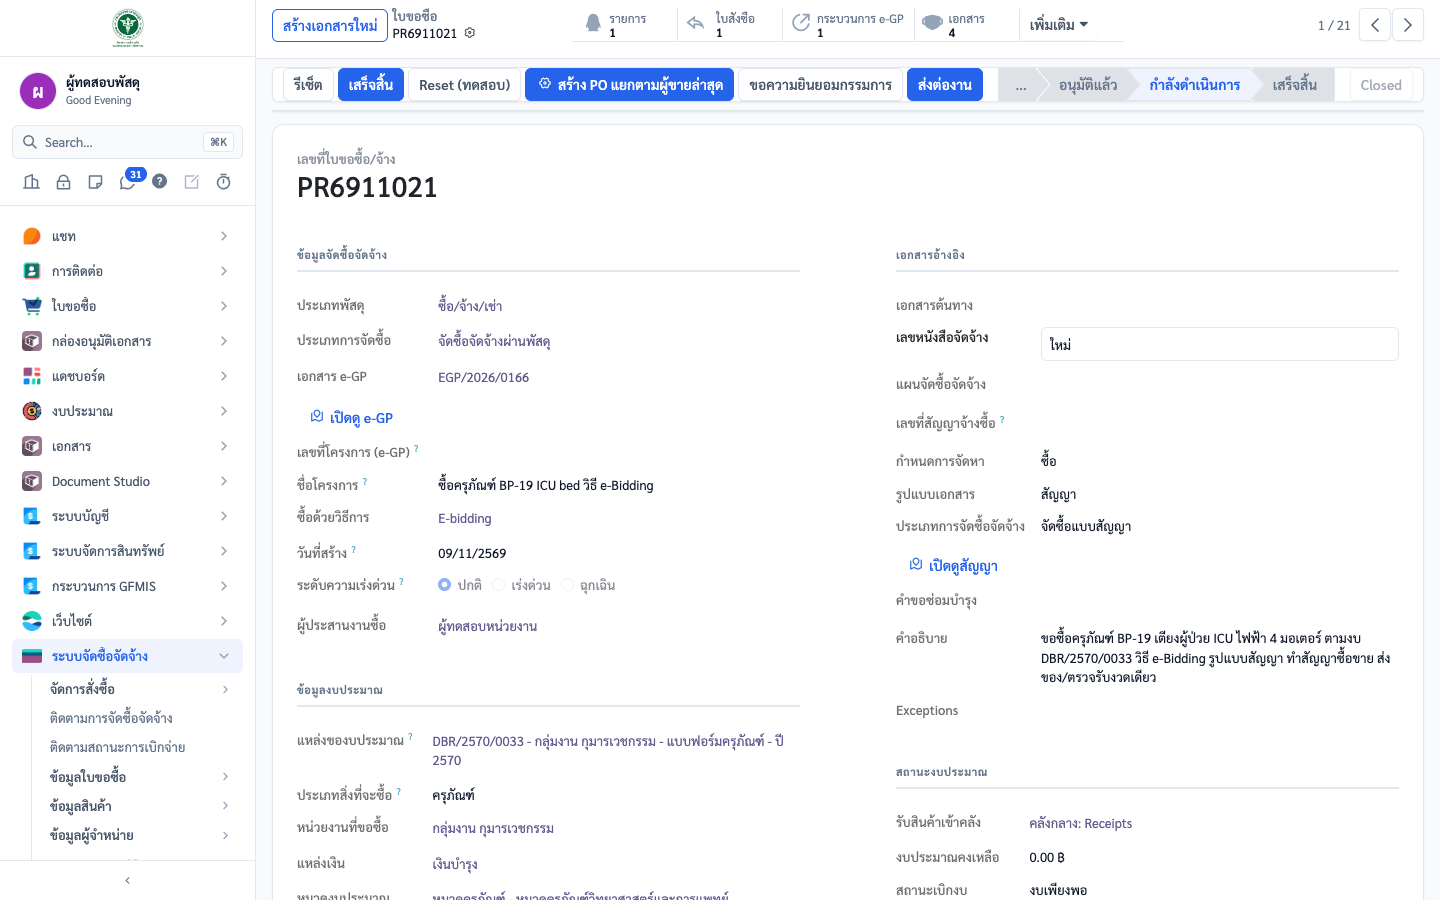 สร้างเอกสารใหม่
ใบขอซื้อ
PR6911021
รายการ
1
ใบสั่งซื้อ
1
กระบวนการ e-GP
1
เอกสาร
4
เพิ่มเติม
1 / 21
ผ
ผู้ทดสอบพัสดุ
Good Evening
Search...
⌘K
31
รีเซ็ต
เสร็จสิ้น
Reset (ทดสอบ)
สร้าง PO แยกตามผู้ขายล่าสุด
ขอความยินยอมกรรมการ
ส่งต่องาน
...
อนุมัติแล้ว
กำลังดำเนินการ
เสร็จสิ้น
Closed
แชท
การติดต่อ
ใบขอซื้อ
กล่องอนุมัติเอกสาร
แดชบอร์ด
งบประมาณ
เอกสาร
Document Studio
ระบบบัญชี
ระบบจัดการสินทรัพย์
กระบวนการ GFMIS
เว็บไซต์
ระบบจัดซื้อจัดจ้าง
จัดการสั่งซื้อ
ติดตามการจัดซื้อจัดจ้าง
ติดตามสถานะการเบิกจ่าย
ข้อมูลใบขอซื้อ
ข้อมูลสินค้า
ข้อมูลผู้จำหน่าย
เลขที่ใบขอซื้อ/จ้าง
PR6911021
ข้อมูลจัดซื้อจัดจ้าง
ประเภทพัสดุ
ซื้อ/จ้าง/เช่า
ประเภทการจัดซื้อ
จัดซื้อจัดจ้างผ่านพัสดุ
เอกสาร e-GP
EGP/2026/0166
เปิดดู e-GP
เลขที่โครงการ (e-GP) ?
ชื่อโครงการ ?
ซื้อครุภัณฑ์ BP-19 ICU bed วิธี e-Bidding
ซื้อด้วยวิธีการ
E-bidding
วันที่สร้าง ?
09/11/2569
ระดับความเร่งด่วน ?
ปกติ
เร่งด่วน
ฉุกเฉิน
ผู้ประสานงานซื้อ
ผู้ทดสอบหน่วยงาน
ข้อมูลงบประมาณ
แหล่งของบประมาณ ?
DBR/2570/0033 - กลุ่มงาน กุมารเวชกรรม - แบบฟอร์มครุภัณฑ์ - ปี
2570
ประเภทสิ่งที่จะซื้อ ?
ครุภัณฑ์
หน่วยงานที่ขอซื้อ
กลุ่มงาน กุมารเวชกรรม
แหล่งเงิน
เงินบำรุง
หมวดงบประมาณ
หมวดครุภัณฑ์ - หมวดครุภัณฑ์วิทยาศาสตร์และการแพทย์
เอกสารอ้างอิง
เอกสารต้นทาง
เลขหนังสือจัดจ้าง
ใหม่
แผนจัดซื้อจัดจ้าง
เลขที่สัญญาจ้างซื้อ ?
กำหนดการจัดหา
ซื้อ
รูปแบบเอกสาร
สัญญา
ประเภทการจัดซื้อจัดจ้าง
จัดซื้อแบบสัญญา
เปิดดูสัญญา
คำขอซ่อมบำรุง
คำอธิบาย
ขอซื้อครุภัณฑ์ BP-19 เตียงผู้ป่วย ICU ไฟฟ้า 4 มอเตอร์ ตามงบ
DBR/2570/0033 วิธี e-Bidding รูปแบบสัญญา ทำสัญญาซื้อขาย ส่ง
ของ/ตรวจรับงวดเดียว
Exceptions
สถานะงบประมาณ
รับสินค้าเข้าคลัง
คลังกลาง: Receipts
งบประมาณคงเหลือ
0.00 ฿
สถานะเบิกงบ
งบเพียงพอ